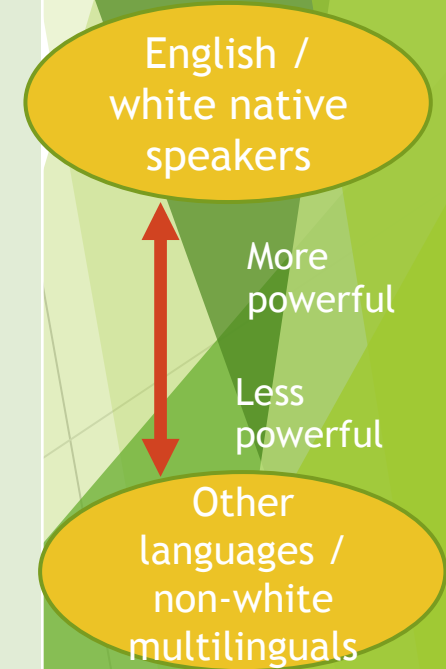 English /
white native
speakers
More
powerful
Less
powerful
Other
languages /
non-white
multilinguals